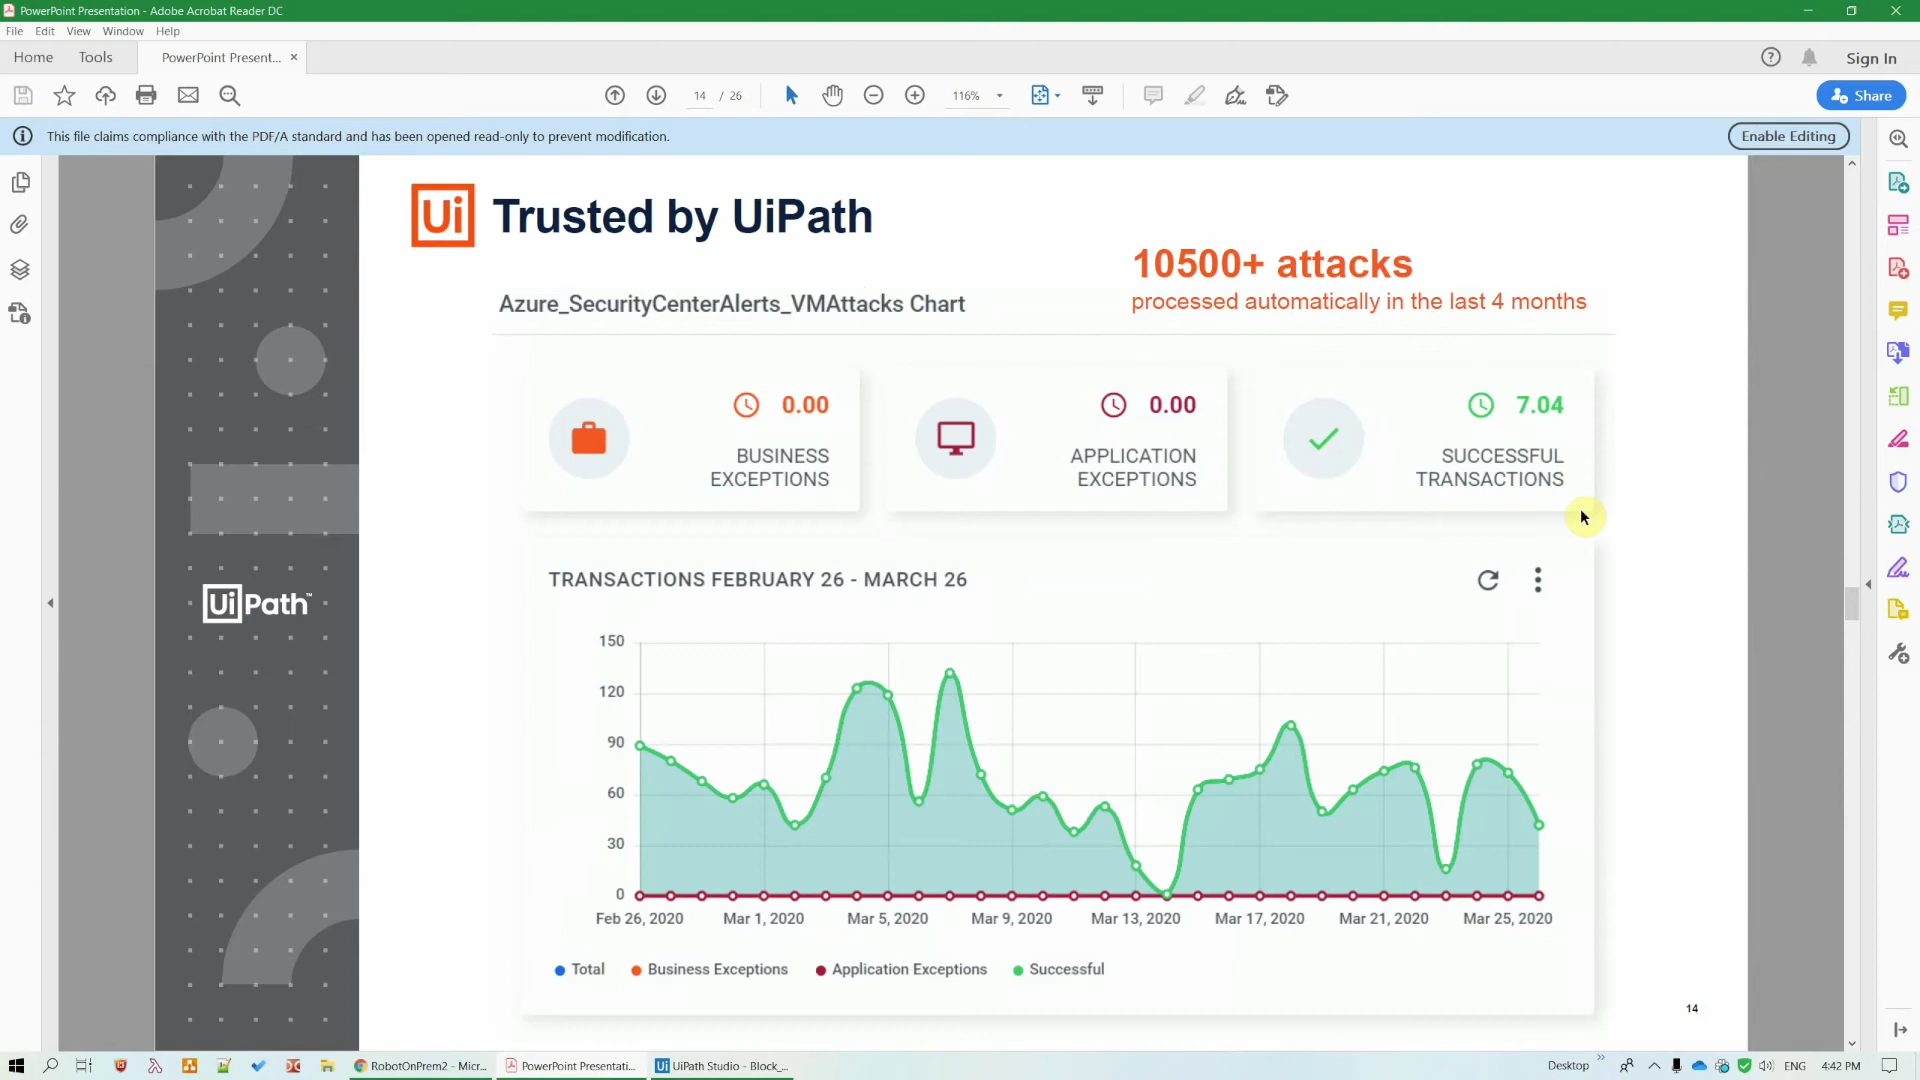 PowerPoint Presentation - Adobe Acrobat Reader DC
File Edit View Window Help
Home Tools PowerPoint Present... × Sign In
14 / 26 116% Share
This file claims compliance with the PDF/A standard and has been opened read-only to prevent modification. Enable Editing
Ui Trusted by UiPath
10500+ attacks
processed automatically in the last 4 months
Azure_SecurityCenterAlerts_VMAttacks Chart
0.00
BUSINESS
EXCEPTIONS
0.00
APPLICATION
EXCEPTIONS
7.04
SUCCESSFUL
TRANSACTIONS
UiPath™
TRANSACTIONS FEBRUARY 26 - MARCH 26
150
120
90
60
30
0
Feb 26, 2020 Mar 1, 2020 Mar 5, 2020 Mar 9, 2020 Mar 13, 2020 Mar 17, 2020 Mar 21, 2020 Mar 25, 2020
Total Business Exceptions Application Exceptions Successful
14
RobotOnPrem2 - Micr... PowerPoint Presentati... Ui UiPath Studio - Block_... Desktop ENG 4:42 PM